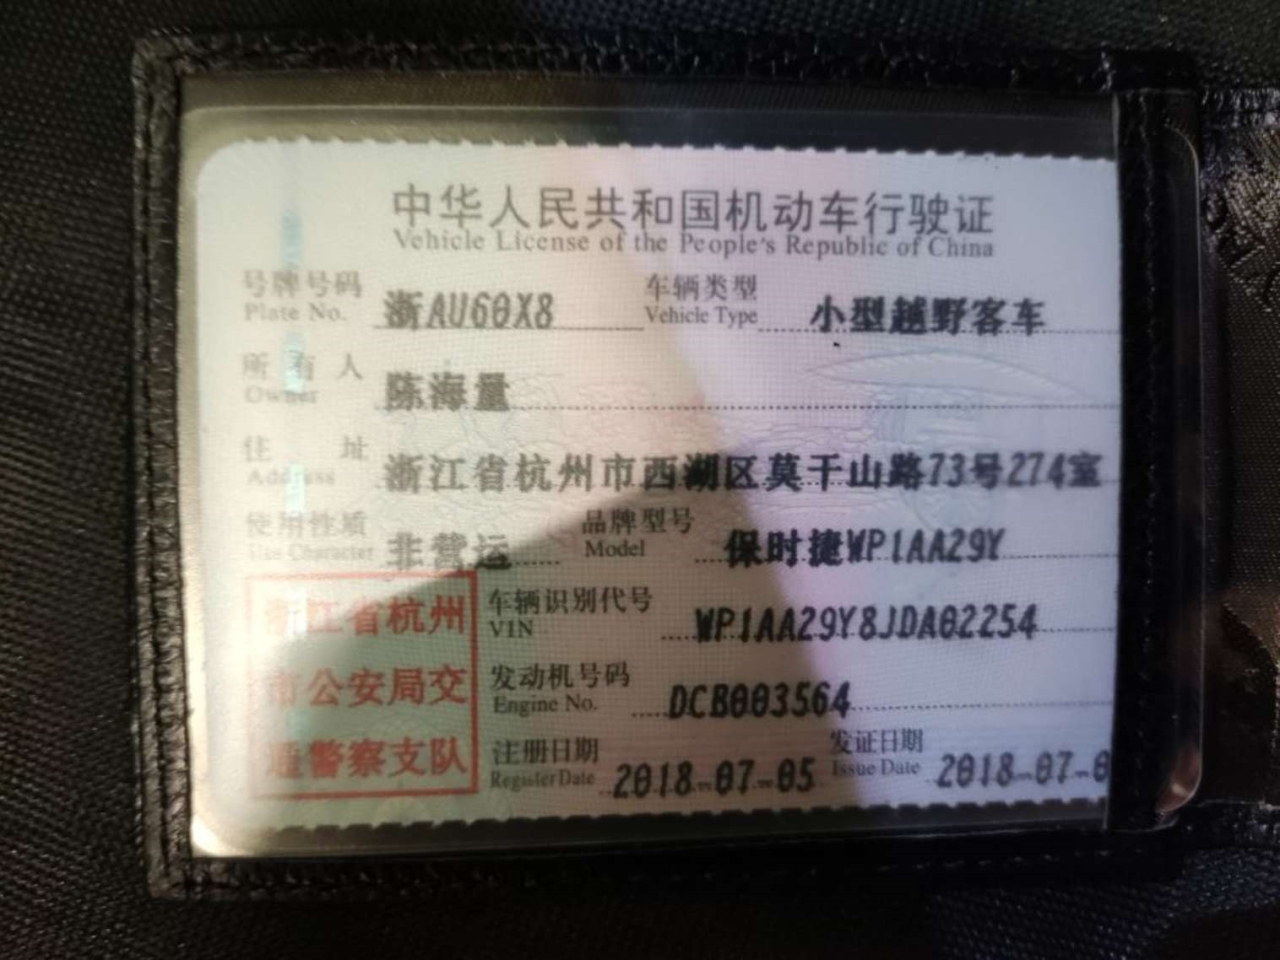 中华人民共和国机动车行驶证
Vehicle License of the People's Republic of China
号牌号码 浙AU60X8 车辆类型 小型越野客车
Plate No. Vehicle Type
所有人 陈海量
Owner
住址 浙江省杭州市西湖区莫干山路73号274室
Address
使用性质 非营运 品牌型号 保时捷WP1AA29Y
Use Character Model
浙江省杭州
市公安局交
通警察支队
车辆识别代号 WP1AA29Y8JDA02254
VIN
发动机号码 DCB003564
Engine No.
注册日期 2018-07-05 发证日期 2018-07-0
Register Date Issue Date